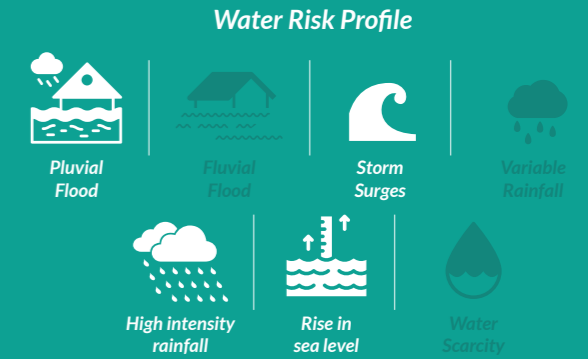 Water Risk Profile
Pluvial
Flood
Fluvial
Flood
Storm
Surges
Variable
Rainfall
High intensity
rainfall
Rise in
sea level
Water
Scarcity